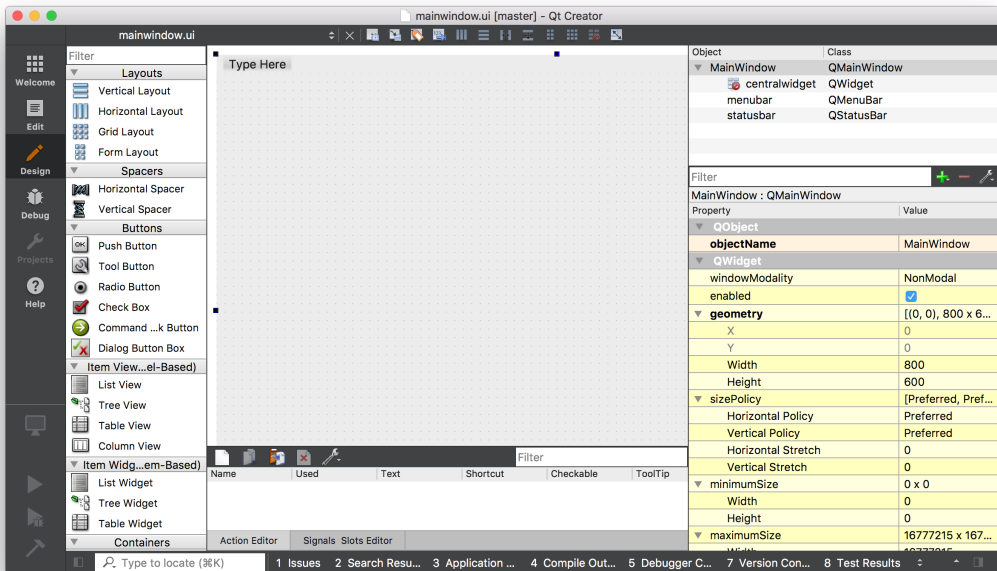 mainwindow.ui [master] - Qt Creator
mainwindow.ui
Welcome
Edit
Design
Debug
Projects
Help
Filter
Layouts
Vertical Layout
Horizontal Layout
Grid Layout
Form Layout
Spacers
Horizontal Spacer
Vertical Spacer
Buttons
OK
Push Button
Tool Button
Radio Button
Check Box
Command ...k Button
Dialog Button Box
Item View...el-Based)
List View
Tree View
Table View
Column View
Item Widg...em-Based)
List Widget
Tree Widget
Table Widget
Containers
Type Here
Filter
Name Used Text Shortcut Checkable ToolTip
Action Editor Signals Slots Editor
Object Class
MainWindow QMainWindow
centralwidget QWidget
menubar QMenuBar
statusbar QStatusBar
Filter
MainWindow : QMainWindow
Property Value
QObject
objectName MainWindow
QWidget
windowModality NonModal
enabled
geometry [(0, 0), 800 x 6...
X 0
Y 0
Width 800
Height 600
sizePolicy [Preferred, Pref...
Horizontal Policy Preferred
Vertical Policy Preferred
Horizontal Stretch 0
Vertical Stretch 0
minimumSize 0 x 0
Width 0
Height 0
maximumSize 16777215 x 167...
Width 16777215
Type to locate (⌘K) 1 Issues 2 Search Resu... 3 Application ... 4 Compile Out... 5 Debugger C... 7 Version Con... 8 Test Results